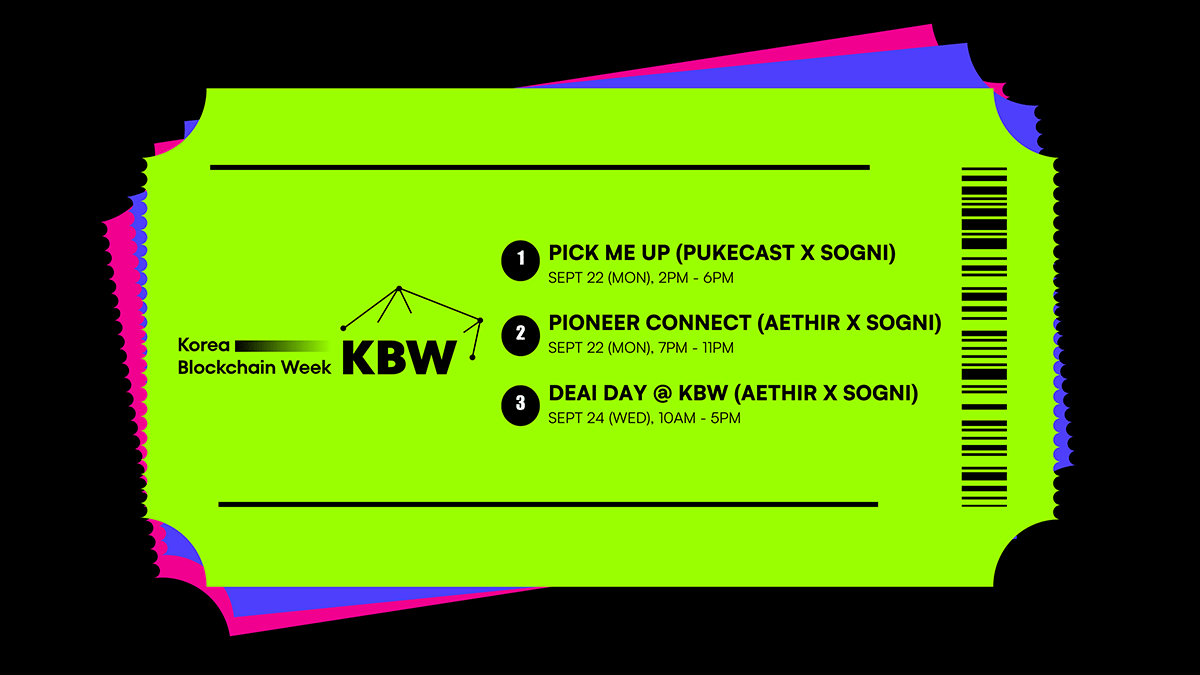 Korea
Blockchain Week
KBW
1
PICK ME UP (PUKECAST X SOGNI)
SEPT 22 (MON), 2PM - 6PM
2
PIONEER CONNECT (AETHIR X SOGNI)
SEPT 22 (MON), 7PM - 11PM
3
DEAI DAY @ KBW (AETHIR X SOGNI)
SEPT 24 (WED), 10AM - 5PM